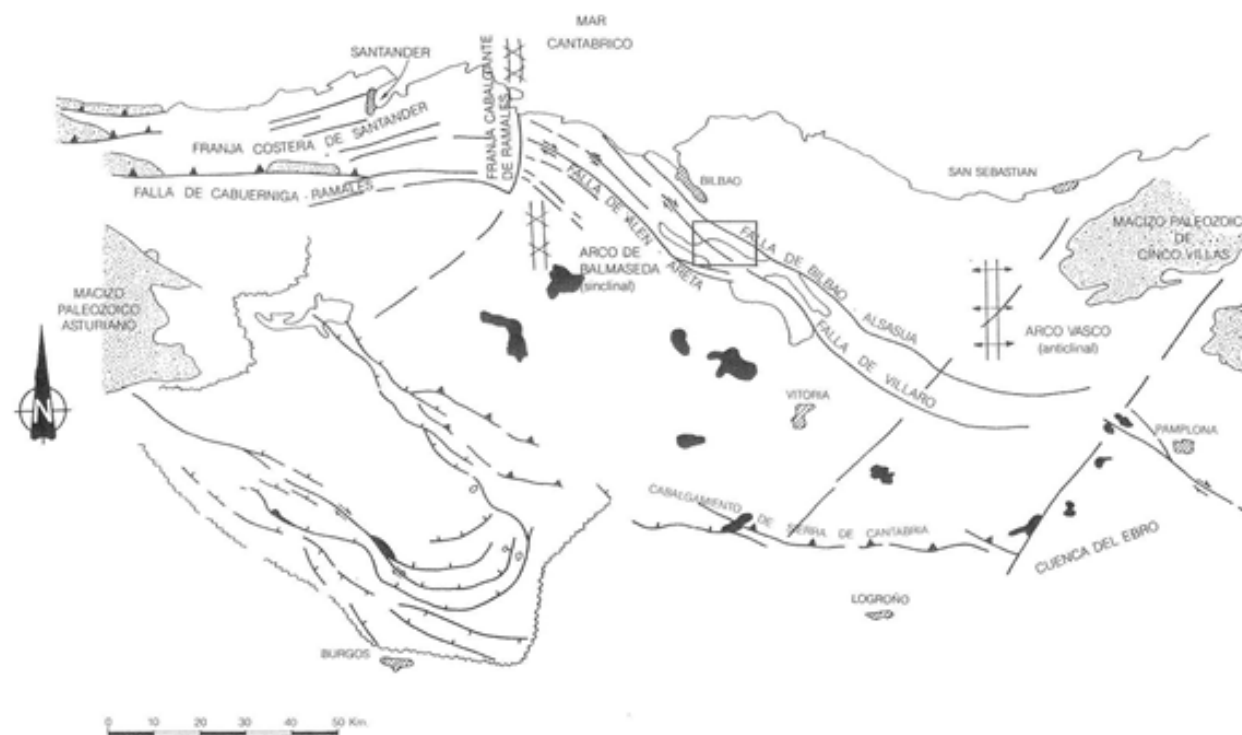 MAR
CANTABRICO
SANTANDER
FRANJA CABALGANTE
DE RAMALES
FRANJA COSTERA DE SANTANDER
FALLA DE CABUERNIGA - RAMALES
BILBAO
SAN SEBASTIAN
FALLA DE VALEN - ARETA
FALLA DE BILBAO - ALSASUA
MACIZO PALEOZOICO
DE
CINCO VILLAS
ARCO DE
BALMASEDA
(sinclinal)
MACIZO
PALEOZOICO
ASTURIANO
ARCO VASCO
(anticlinal)
FALLA DE VILLARO
N
VITORIA
PAMPLONA
CABALGAMIENTO DE SIERRA DE CANTABRIA
CUENCA DEL EBRO
LOGROÑO
BURGOS
0 10 20 30 40 50 Km.